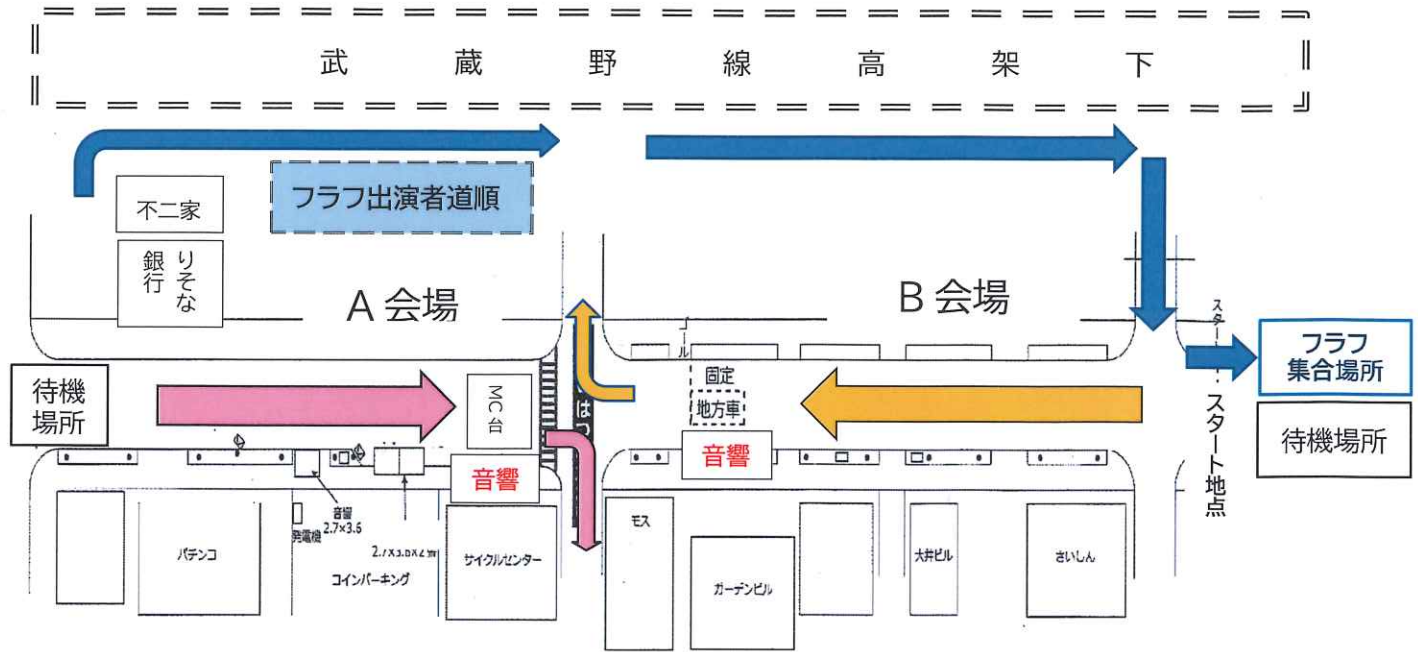 武蔵野線高架下
フラフ出演者道順
不二家
りそな
銀行
A会場
B会場
待機
場所
MC台
音響
音響
2.7×3.6
発電機
パチンコ
コインパーキング
サイクルセンター
ゴール
固定
地方車
音響
モス
ガーデンビル
大井ビル
さいしん
スタート地点
フラフ
集合場所
待機場所